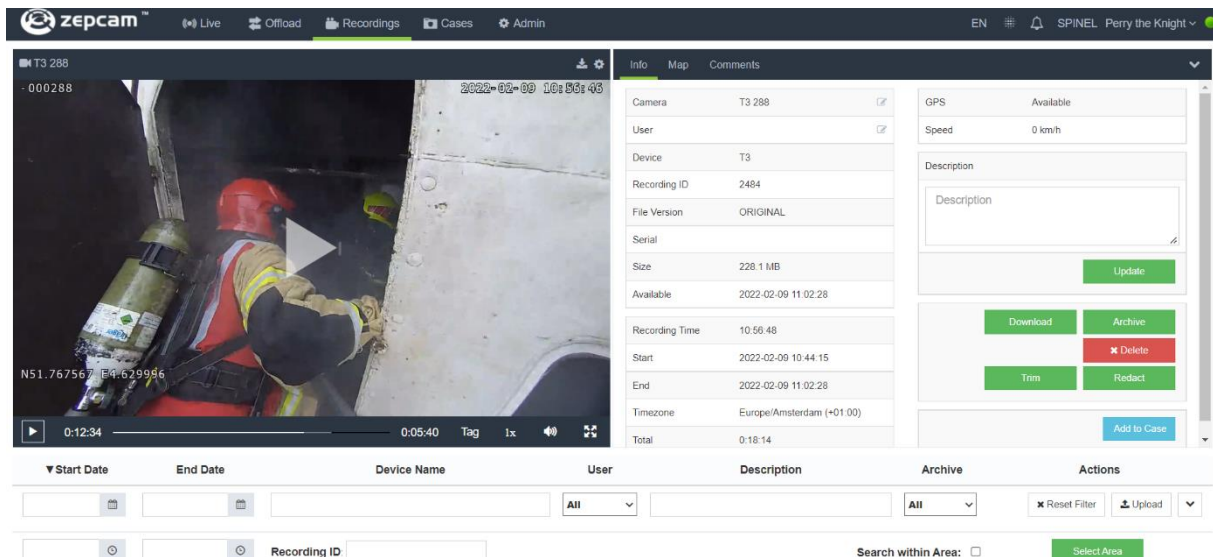 zepcam™ Live Offload Recordings Cases Admin EN SPINEL Perry the Knight
T3 288
Info Map Comments
000288 2022-02-09 10:56:46
N51.767567 E4.629996
0:12:34 0:05:40 Tag 1x
Camera T3 288
User
Device T3
Recording ID 2484
File Version ORIGINAL
Serial
Size 228.1 MB
Available 2022-02-09 11:02:28
Recording Time 10:56:48
Start 2022-02-09 10:44:15
End 2022-02-09 11:02:28
Timezone Europe/Amsterdam (+01:00)
Total 0:18:14
GPS Available
Speed 0 km/h
Description
Description
Update
Download Archive
Delete
Trim Redact
Add to Case
▼Start Date End Date Device Name User Description Archive Actions
All All Reset Filter Upload
Recording ID: Search within Area: Select Area